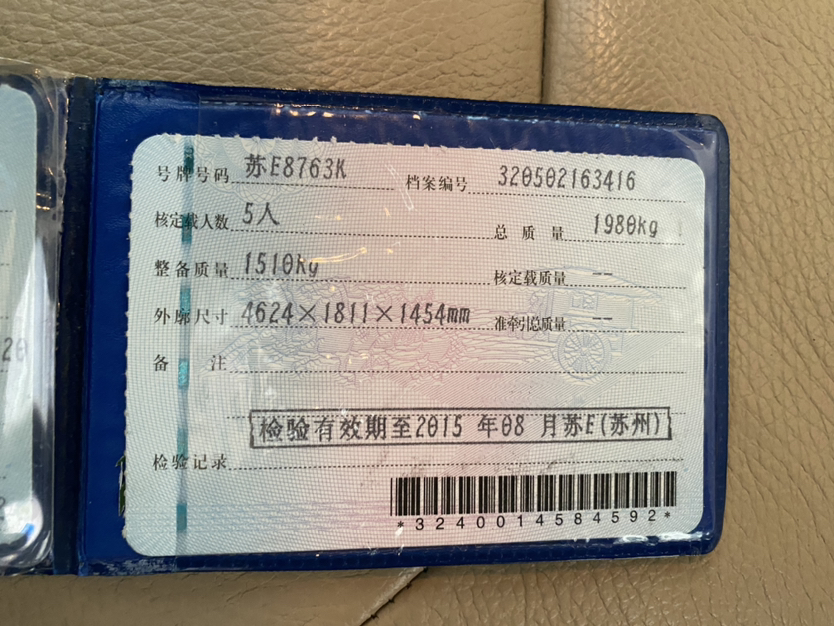 号牌号码 苏E8763K 档案编号 320502163416
核定载人数 5人 总质量 1980kg
整备质量 1510kg 核定载质量 --
外廓尺寸 4624×1811×1454mm 准牵引总质量 --
备注
检验有效期至2015年08月苏E(苏州)
检验记录
*3240014584592*
20